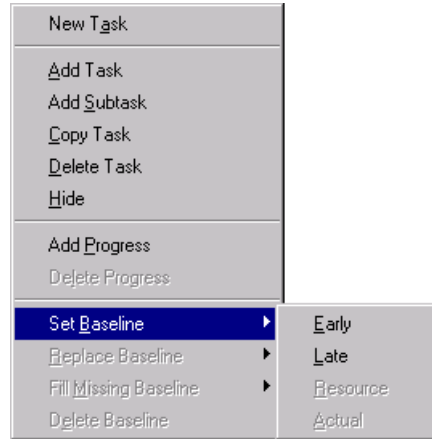 New Task
Add Task
Add Subtask
Copy Task
Delete Task
Hide
Add Progress
Delete Progress
Set Baseline
Early
Replace Baseline
Late
Fill Missing Baseline
Resource
Delete Baseline
Actual